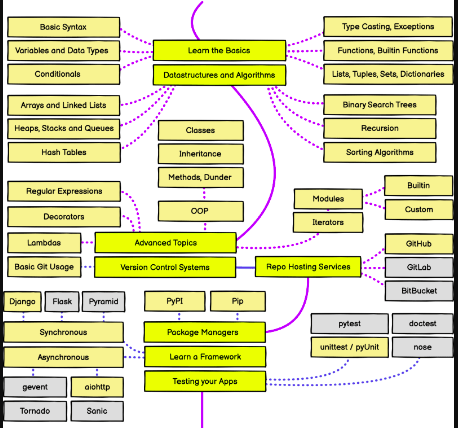 Basic Syntax
Type Casting, Exceptions
Variables and Data Types
Learn the Basics
Functions, Builtin Functions
Conditionals
Datastructures and Algorithms
Lists, Tuples, Sets, Dictionaries
Arrays and Linked Lists
Binary Search Trees
Heaps, Stacks and Queues
Classes
Recursion
Hash Tables
Inheritance
Sorting Algorithms
Methods, Dunder
Regular Expressions
Modules
Builtin
Decorators
OOP
Iterators
Custom
Lambdas
Advanced Topics
GitHub
Basic Git Usage
Version Control Systems
Repo Hosting Services
GitLab
BitBucket
Django
Flask
Pyramid
PyPI
Pip
Synchronous
Package Managers
pytest
doctest
Asynchronous
Learn a Framework
unittest / pyUnit
nose
gevent
aiohttp
Testing your Apps
Tornado
Sanic